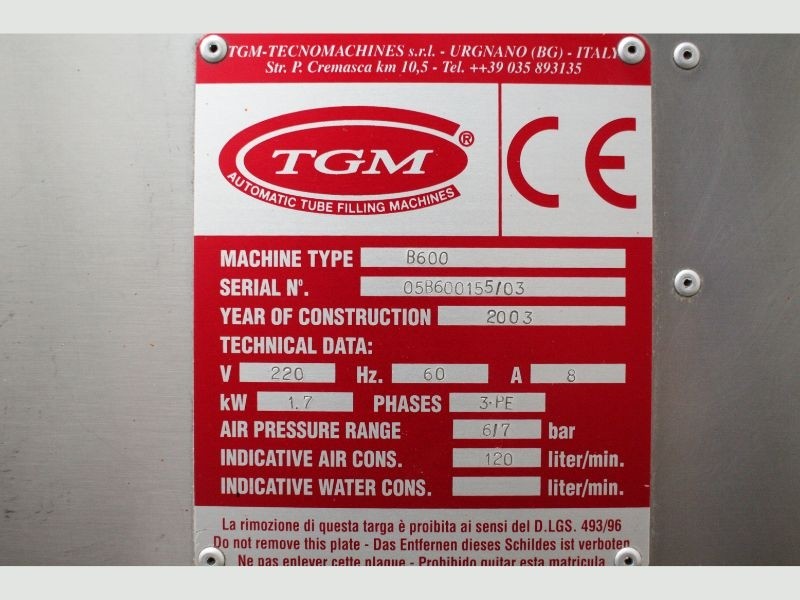 TGM-TECNOMACHINES s.r.l. - URGNANO (BG) - ITALY
Str. P. Cremasca km 10,5 - Tel. ++39 035 893135
TGM ®
AUTOMATIC TUBE FILLING MACHINES
CE
MACHINE TYPE B600
SERIAL Nº. 05B600155/03
YEAR OF CONSTRUCTION 2003
TECHNICAL DATA:
V 220 Hz. 60 A 8
kW 1.7 PHASES 3-PE
AIR PRESSURE RANGE 6/7 bar
INDICATIVE AIR CONS. 120 liter/min.
INDICATIVE WATER CONS. liter/min.
La rimozione di questa targa è proibita ai sensi del D.LGS. 493/96
Do not remove this plate - Das Entfernen dieses Schildes ist verboten
Ne pas enlever cette plaque - Prohibido quitar esta matricula